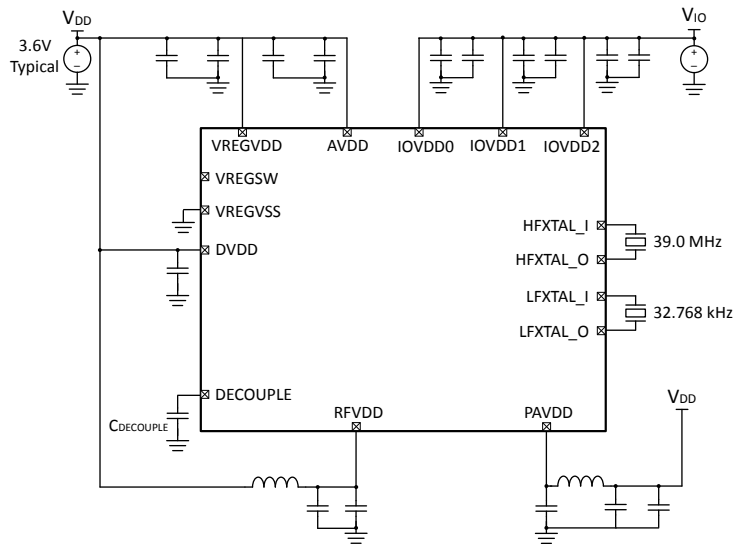 VDD
VIO
3.6V
Typical
VREGVDD
AVDD
IOVDD0
IOVDD1
IOVDD2
VREGSW
VREGVSS
HFXTAL_I
39.0 MHz
DVDD
HFXTAL_O
LFXTAL_I
32.768 kHz
LFXTAL_O
DECOUPLE
CDECOUPLE
RFVDD
PAVDD
VDD